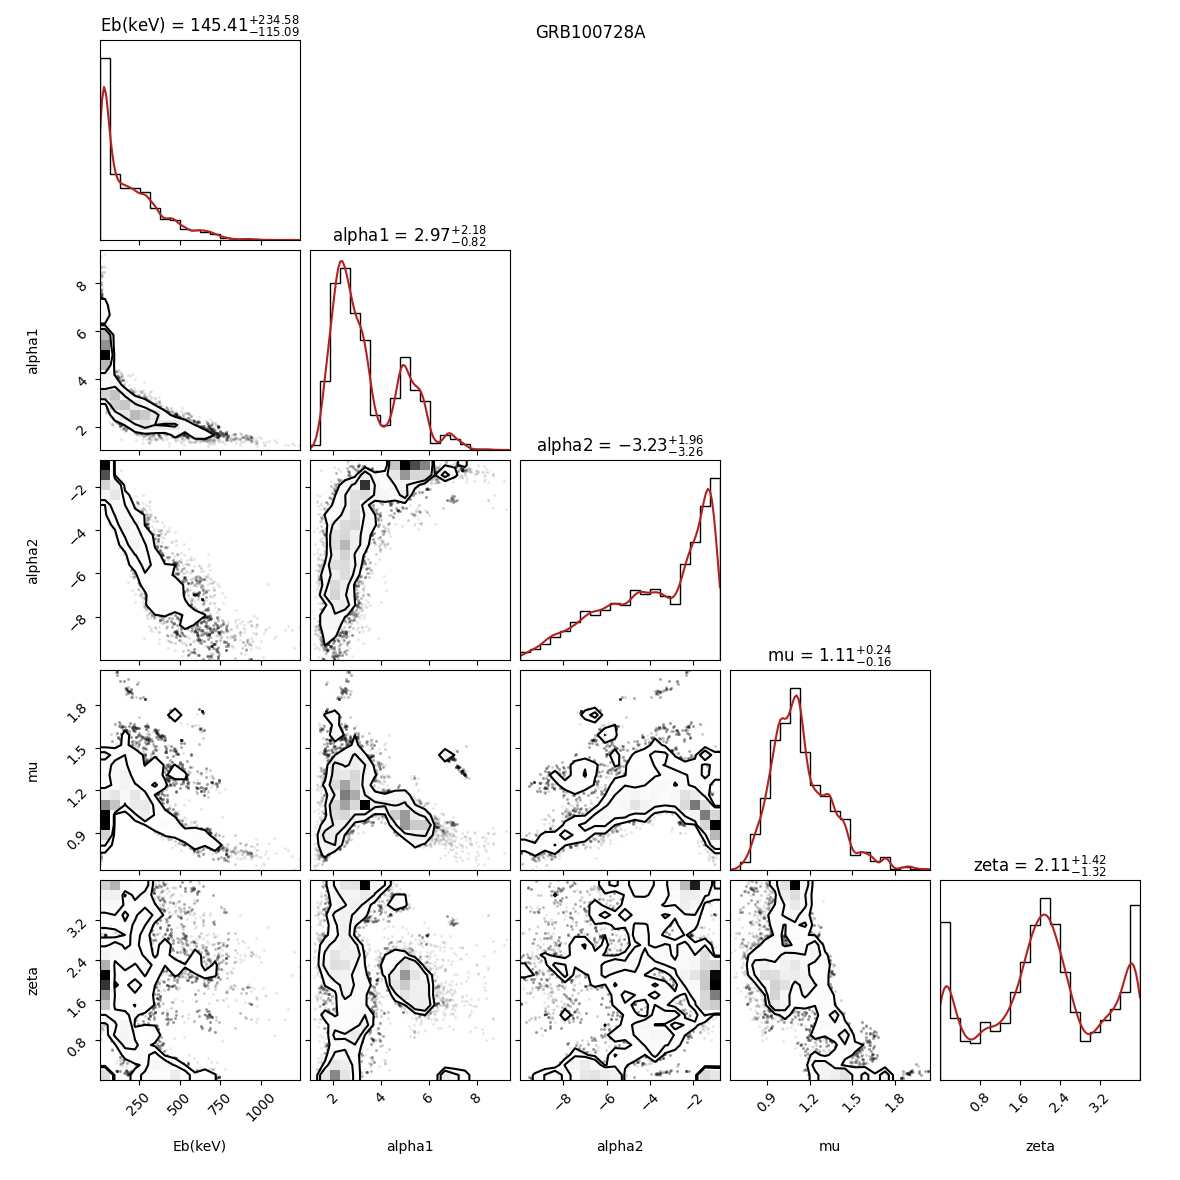 GRB100728A
Eb(keV) = 145.41 +234.58 −115.09
alpha1 = 2.97 +2.18 −0.82
8
6
4
2
alpha1
alpha2 = −3.23 +1.96 −3.26
−2
−4
−6
−8
alpha2
mu = 1.11 +0.24 −0.16
1.8
1.5
1.2
0.9
mu
zeta = 2.11 +1.42 −1.32
3.2
2.4
1.6
0.8
zeta
250 500 750 1000
2 4 6 8
−8 −6 −4 −2
0.9 1.2 1.5 1.8
0.8 1.6 2.4 3.2
Eb(keV) alpha1 alpha2 mu zeta